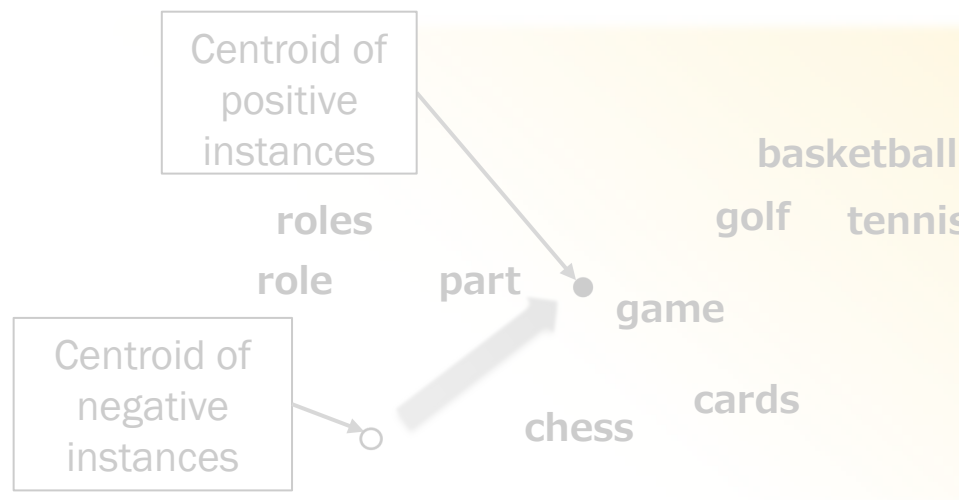 Centroid of
positive
instances
basketball
roles
golf
tennis
role
part
game
Centroid of
negative
instances
cards
chess